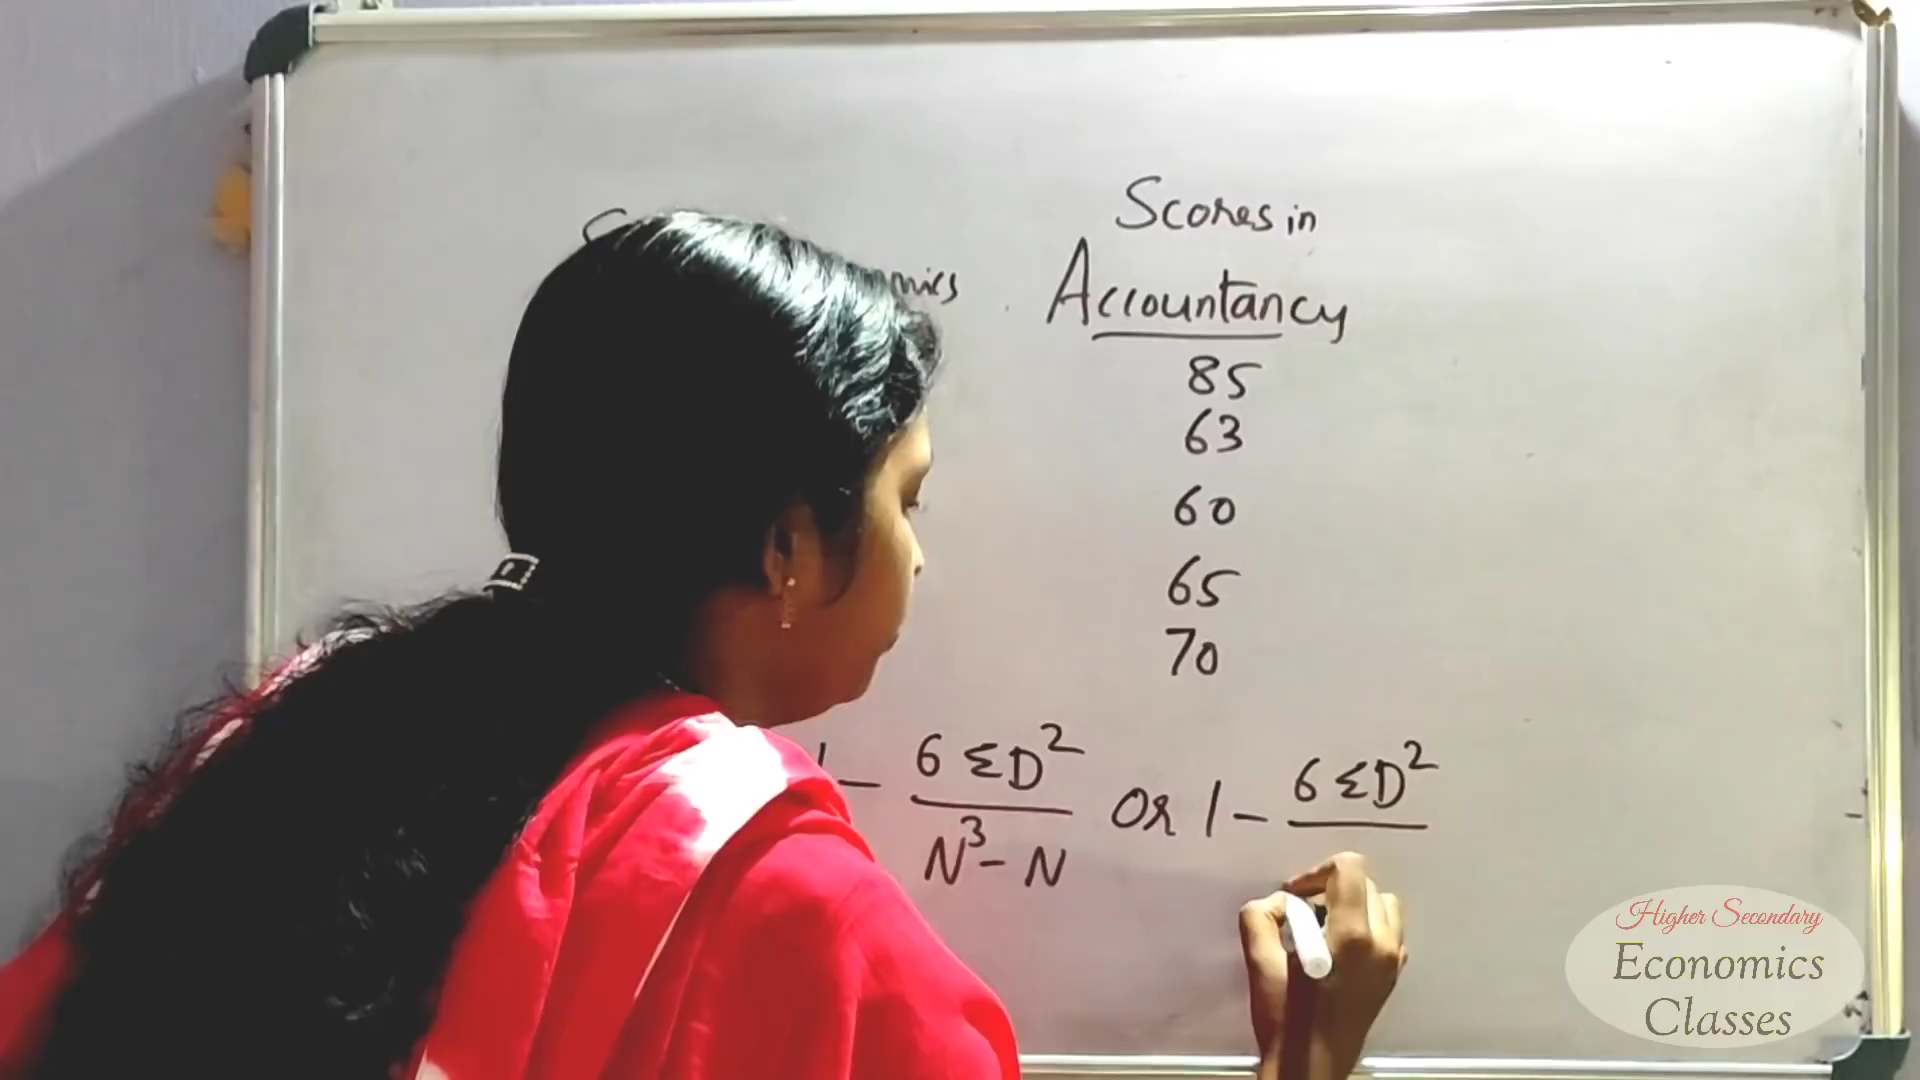 Scores in
Accountancy
85
63
60
65
70
1 - 6 ΣD² / N³ - N or 1 - 6 ΣD²
Higher Secondary
Economics
Classes